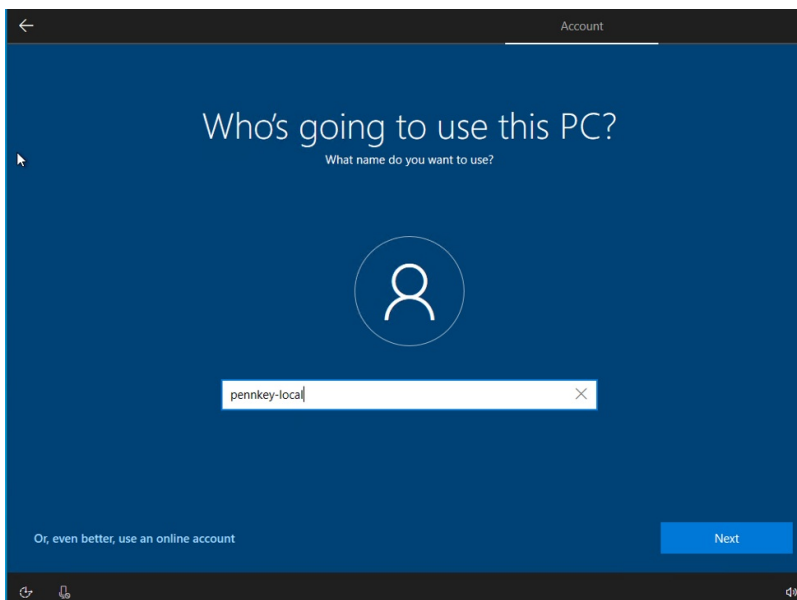 Account
Who's going to use this PC?
What name do you want to use?
pennkey-local
Or, even better, use an online account
Next